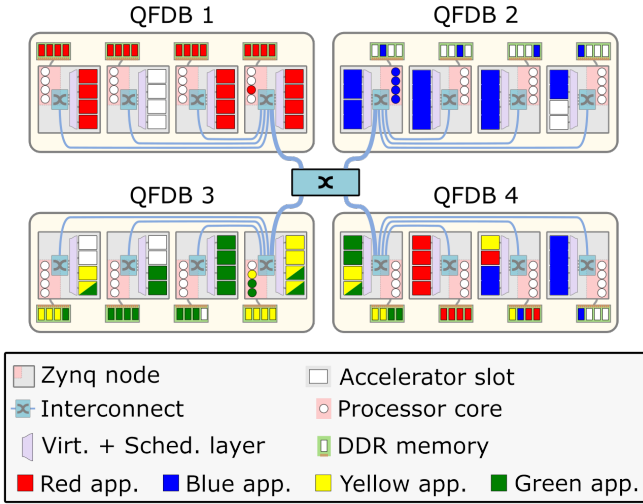 QFDB 1 QFDB 2
QFDB 3 QFDB 4
Zynq node Accelerator slot
Interconnect Processor core
Virt. + Sched. layer DDR memory
Red app. Blue app. Yellow app. Green app.